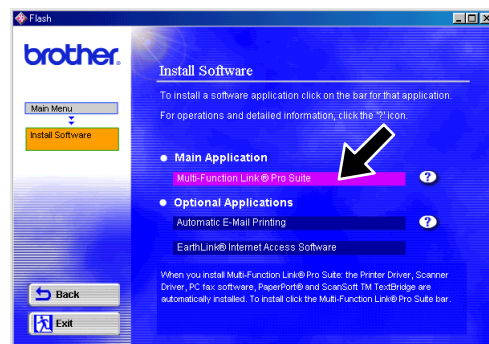 Flash
brother.
Install Software
To install a software application click on the bar for that application.
For operations and detailed information, click the "?" icon.
Main Menu
Install Software
Main Application
Multi-Function Link® Pro Suite
?
Optional Applications
Automatic E-Mail Printing
?
EarthLink® Internet Access Software
When you install Multi-Function Link® Pro Suite: the Printer Driver, Scanner
Driver, PC fax software, PaperPort® and ScanSoft TM TextBridge are
automatically installed. To install click the Multi-Function Link® Pro Suite bar.
Back
Exit